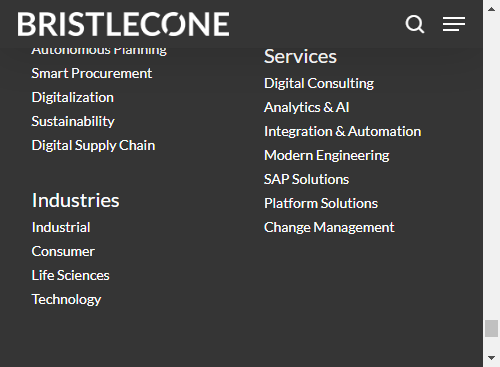 BRISTLECONE
Autonomous Planning
Smart Procurement
Digitalization
Sustainability
Digital Supply Chain
Industries
Industrial
Consumer
Life Sciences
Technology
Services
Digital Consulting
Analytics & AI
Integration & Automation
Modern Engineering
SAP Solutions
Platform Solutions
Change Management